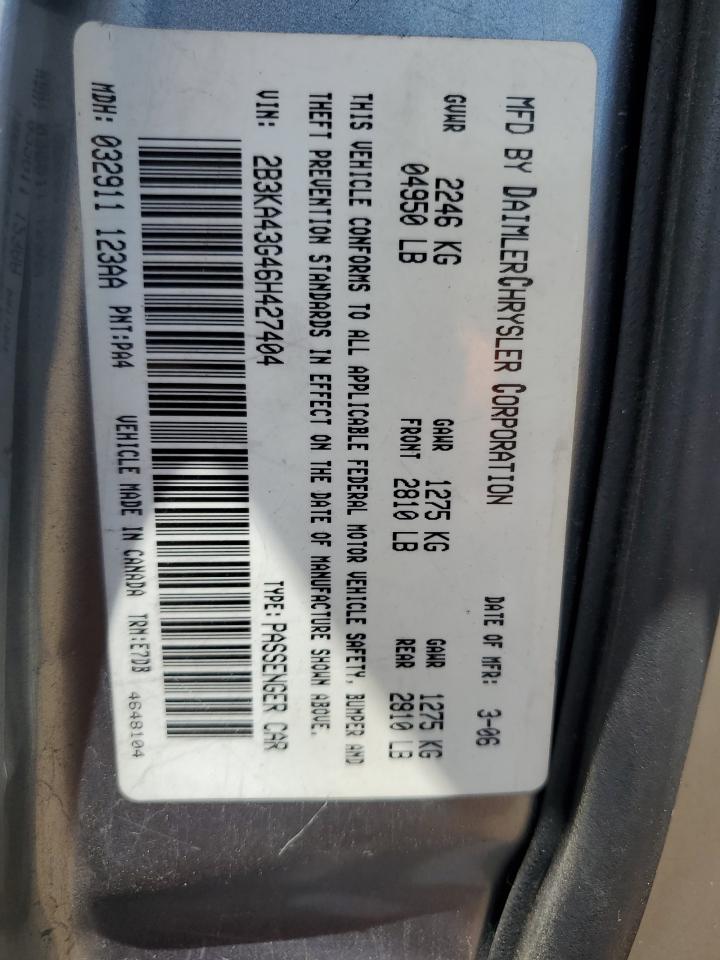 MFD BY DAIMLERCHRYSLER CORPORATION DATE OF MFR: 3-06
GVWR 2246 KG GAWR 1275 KG GAWR 1275 KG
04950 LB FRONT 2810 LB REAR 2810 LB
THIS VEHICLE CONFORMS TO ALL APPLICABLE FEDERAL MOTOR VEHICLE SAFETY, BUMPER AND
THEFT PREVENTION STANDARDS IN EFFECT ON THE DATE OF MANUFACTURE SHOWN ABOVE.
VIN: 2B3KA43G46H427404 TYPE: PASSENGER CAR
MDH: 032911 123AA PNT:PA4 VEHICLE MADE IN CANADA TRM:E7DB 4648104